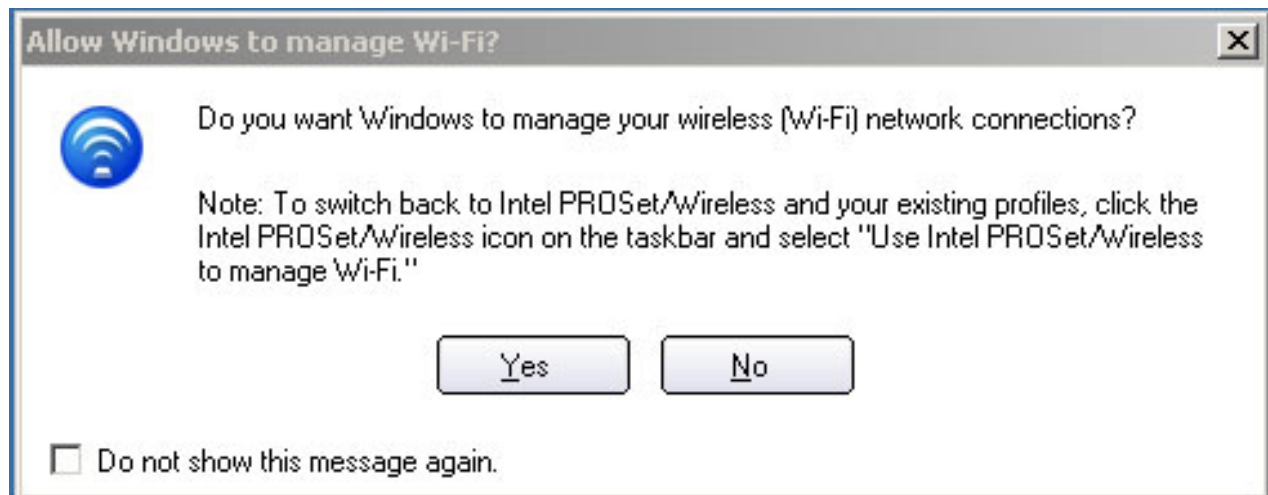 Allow Windows to manage Wi-Fi?
Do you want Windows to manage your wireless (Wi-Fi) network connections?
Note: To switch back to Intel PROSet/Wireless and your existing profiles, click the
Intel PROSet/Wireless icon on the taskbar and select "Use Intel PROSet/Wireless
to manage Wi-Fi."
Yes
No
Do not show this message again.